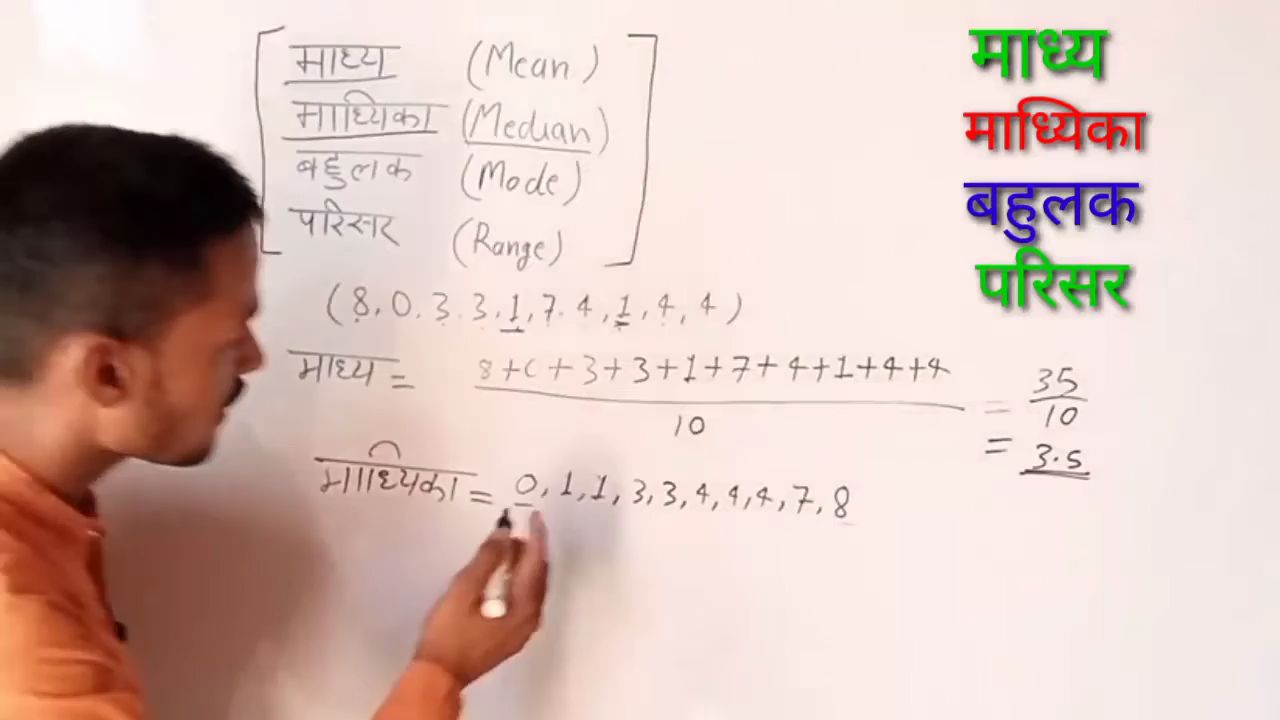 माध्य (Mean)
माध्यिका (Median)
बहुलक (Mode)
परिसर (Range)
(8, 0, 3, 3, 1, 7, 4, 1, 4, 4)
माध्य = 8+0+3+3+1+7+4+1+4+4
10
= 35
10
= 3.5
माध्यिका = 0, 1, 1, 3, 3, 4, 4, 4, 7, 8
माध्य
माध्यिका
बहुलक
परिसर